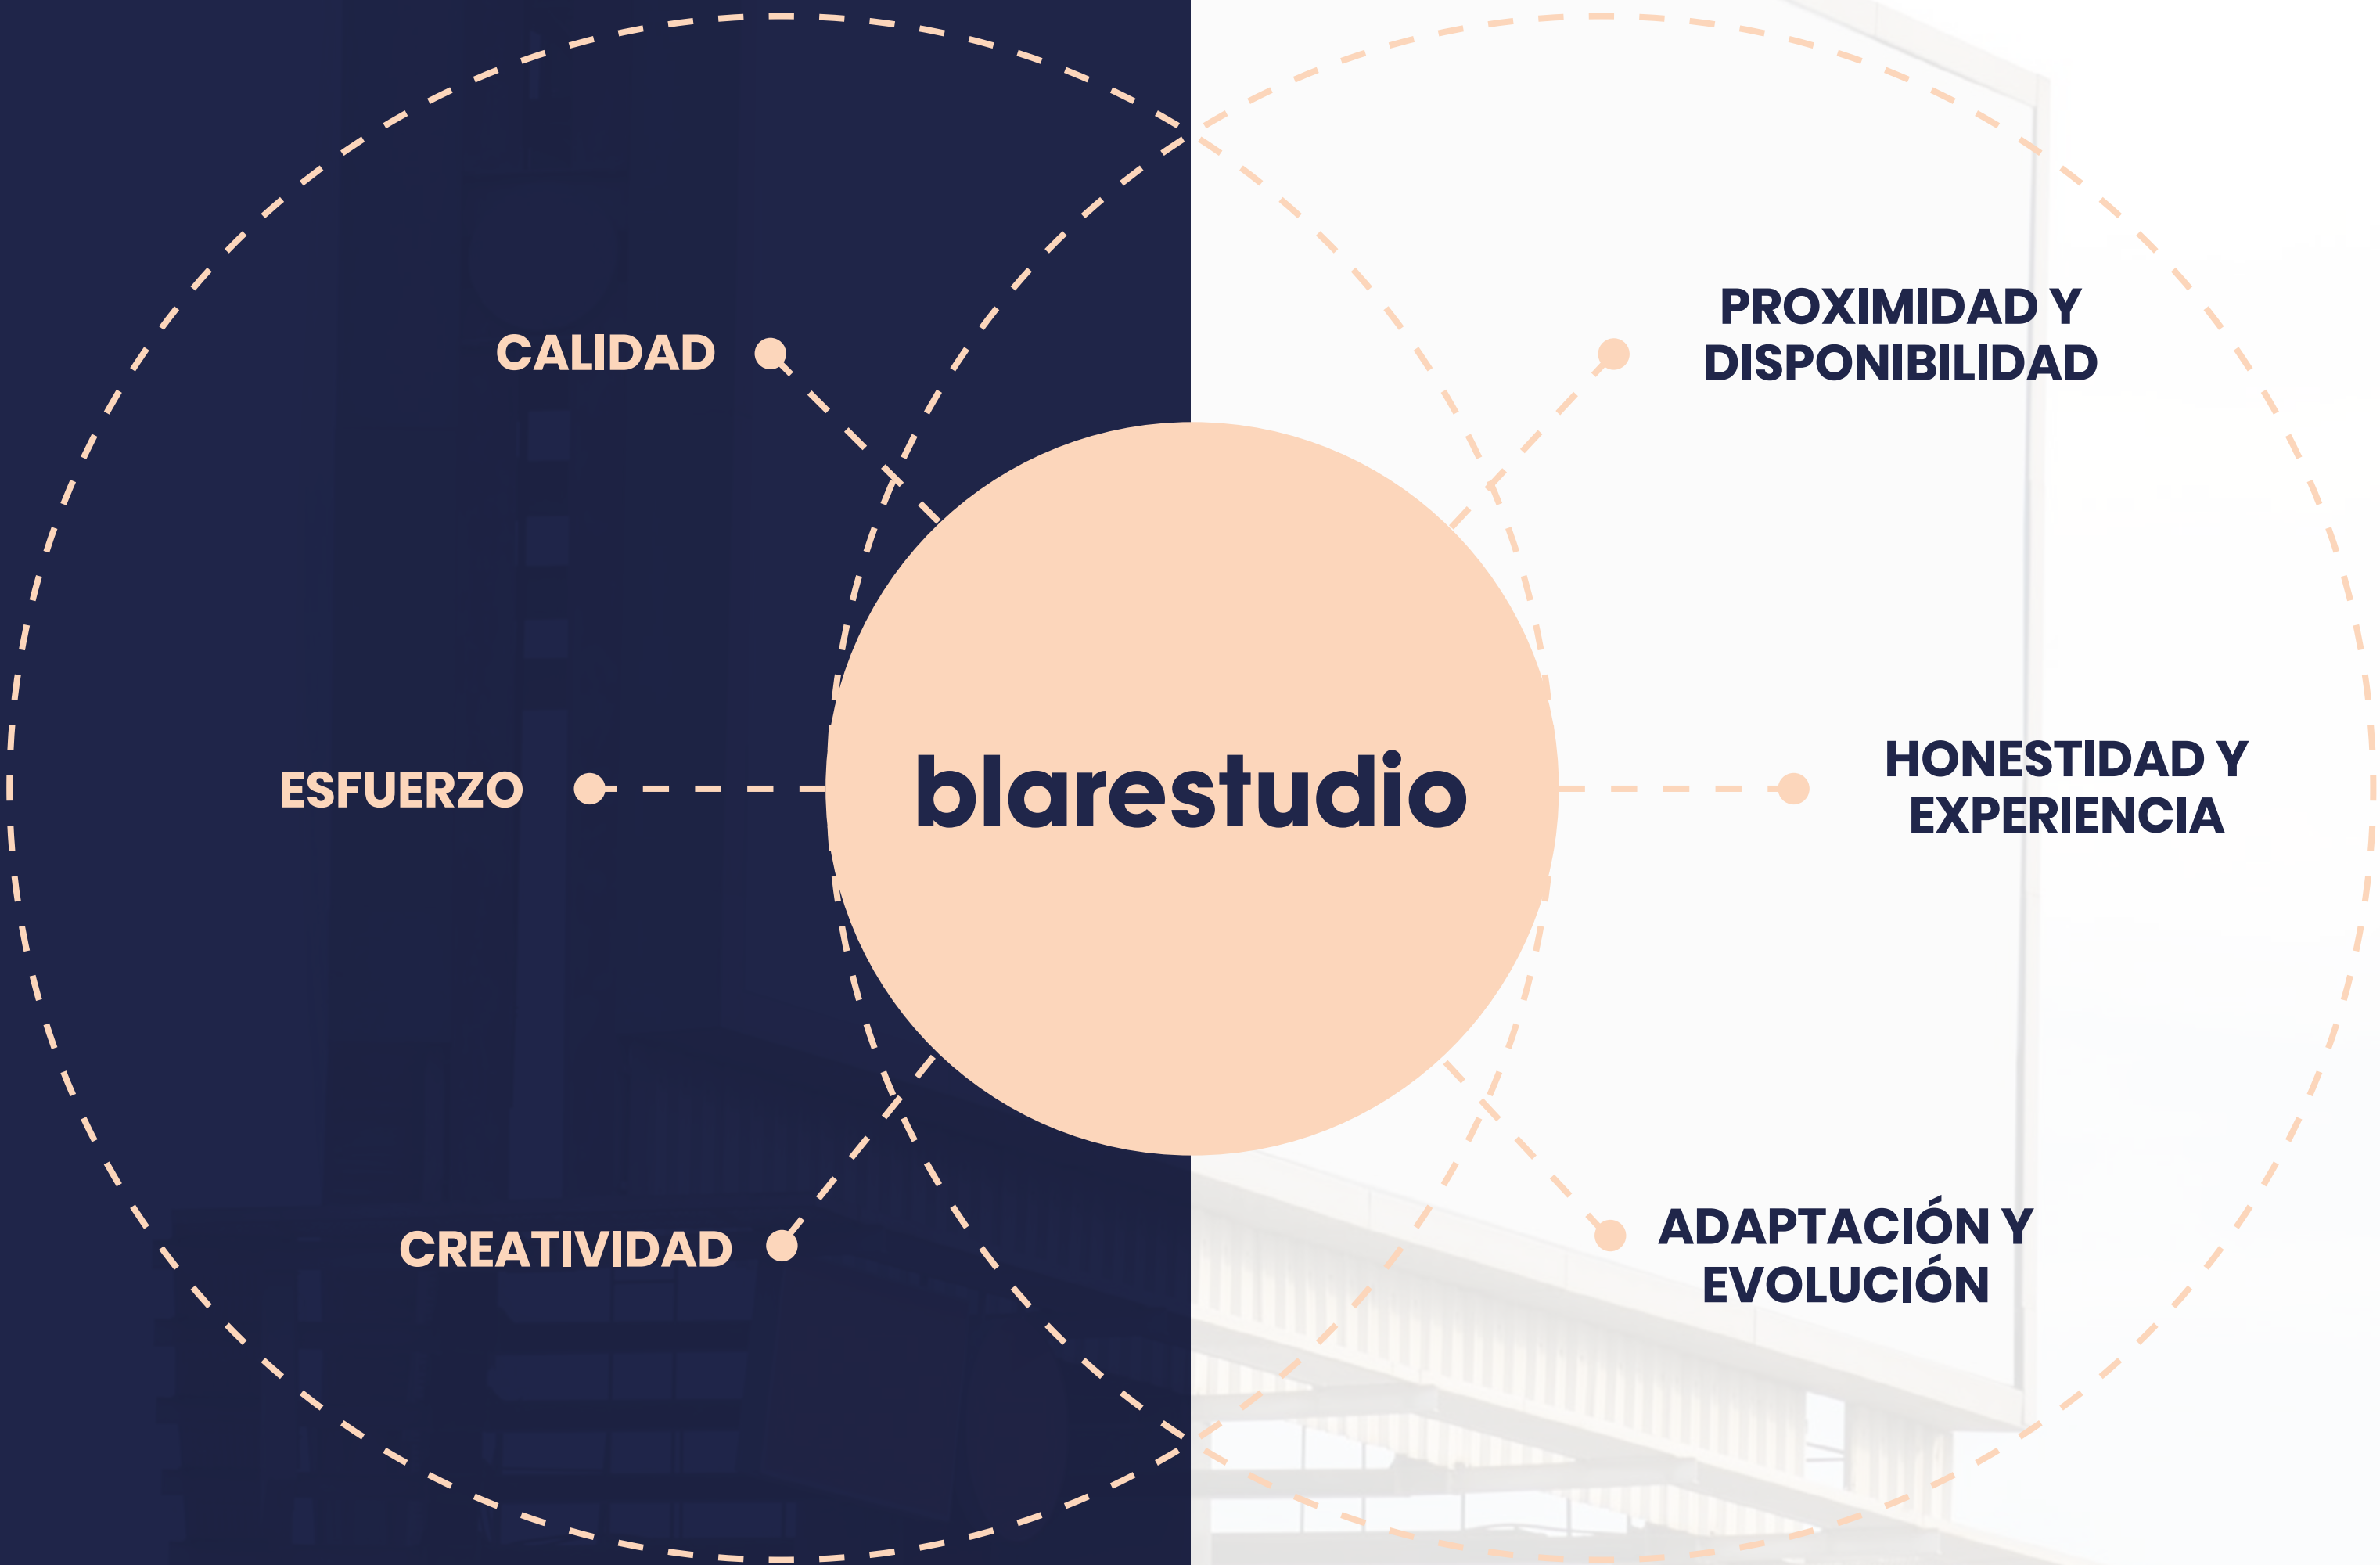 CALIDAD
ESFUERZO
CREATIVIDAD
blarestudio
PROXIMIDAD Y
DISPONIBILIDAD
HONESTIDAD Y
EXPERIENCIA
ADAPTACIÓN Y
EVOLUCIÓN